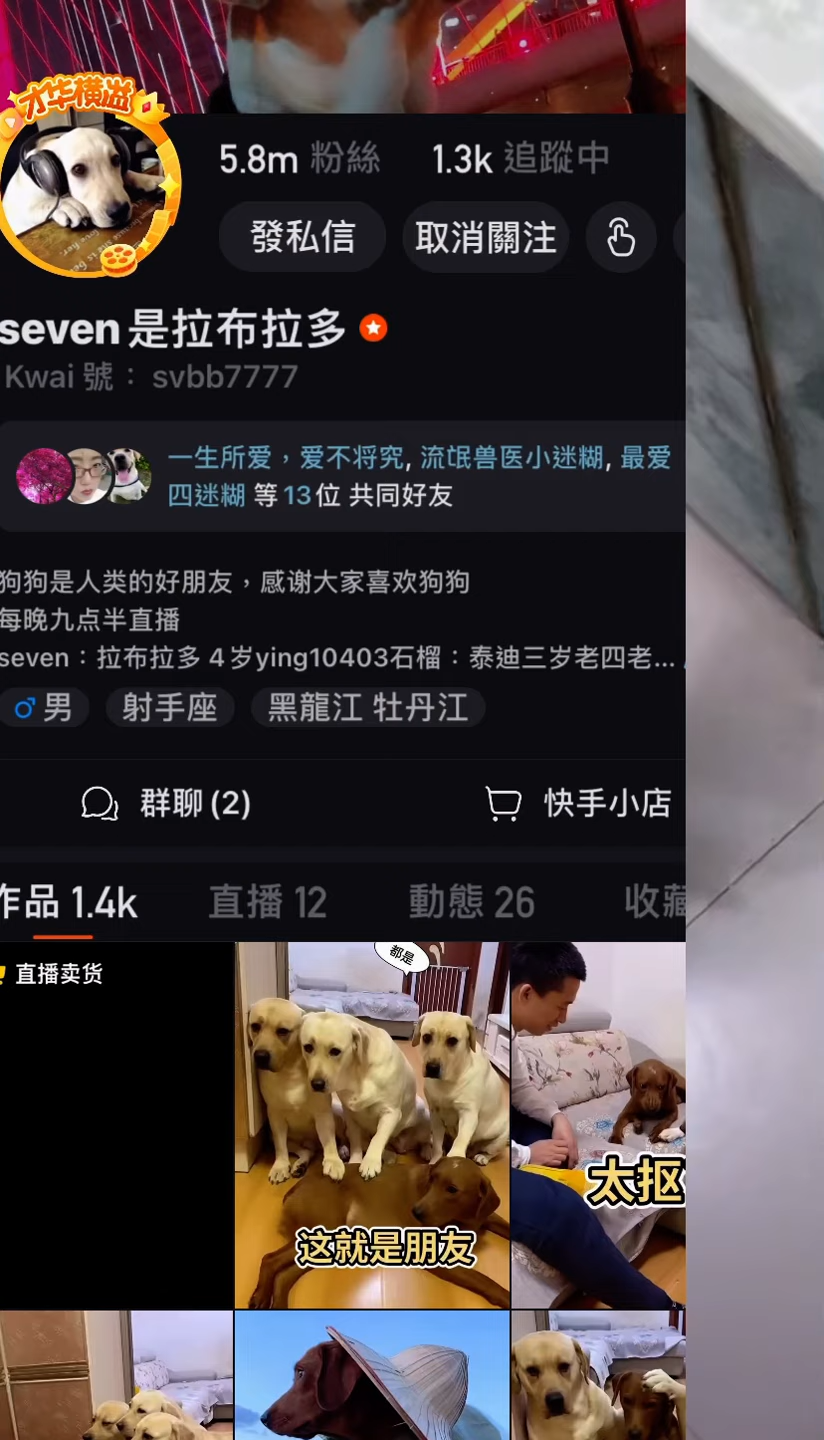 才华横溢
5.8m 粉絲 1.3k 追蹤中
發私信 取消關注
seven是拉布拉多
Kwai 號： svbb7777
一生所爱，爱不将究, 流氓兽医小迷糊, 最爱
四迷糊 等 13 位 共同好友
狗狗是人类的好朋友，感谢大家喜欢狗狗
每晚九点半直播
seven：拉布拉多 4 岁ying10403石榴：泰迪三岁老四老...
男 射手座 黑龍江 牡丹江
群聊 (2) 快手小店
作品 1.4k 直播 12 動態 26 收藏
直播卖货
都是
这就是朋友
太抠